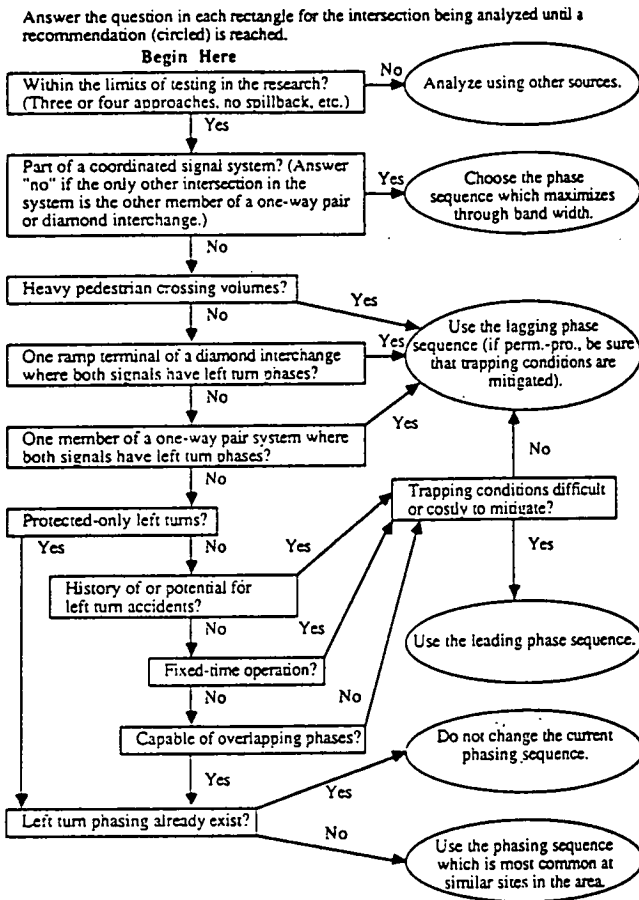 Answer the question in each rectangle for the intersection being analyzed until a
recommendation (circled) is reached.
Begin Here
Within the limits of testing in the research?
(Three or four approaches, no spillback, etc.)
No
Analyze using other sources.
Yes
Part of a coordinated signal system? (Answer
"no" if the only other intersection in the
system is the other member of a one-way pair
or diamond interchange.)
Yes
Choose the phase
sequence which maximizes
through band width.
No
Heavy pedestrian crossing volumes?
Yes
No
Use the lagging phase
sequence (if perm.-pro., be sure
that trapping conditions are
mitigated).
One ramp terminal of a diamond interchange
where both signals have left turn phases?
Yes
No
One member of a one-way pair system where
both signals have left turn phases?
Yes
No
No
Trapping conditions difficult
or costly to mitigate?
Protected-only left turns?
Yes
No
Yes
Yes
History of or potential for
left turn accidents?
No
Yes
Use the leading phase sequence.
Fixed-time operation?
No
No
Capable of overlapping phases?
Do not change the current
phasing sequence.
Yes
Yes
Left turn phasing already exist?
No
Use the phasing sequence
which is most common at
similar sites in the area.